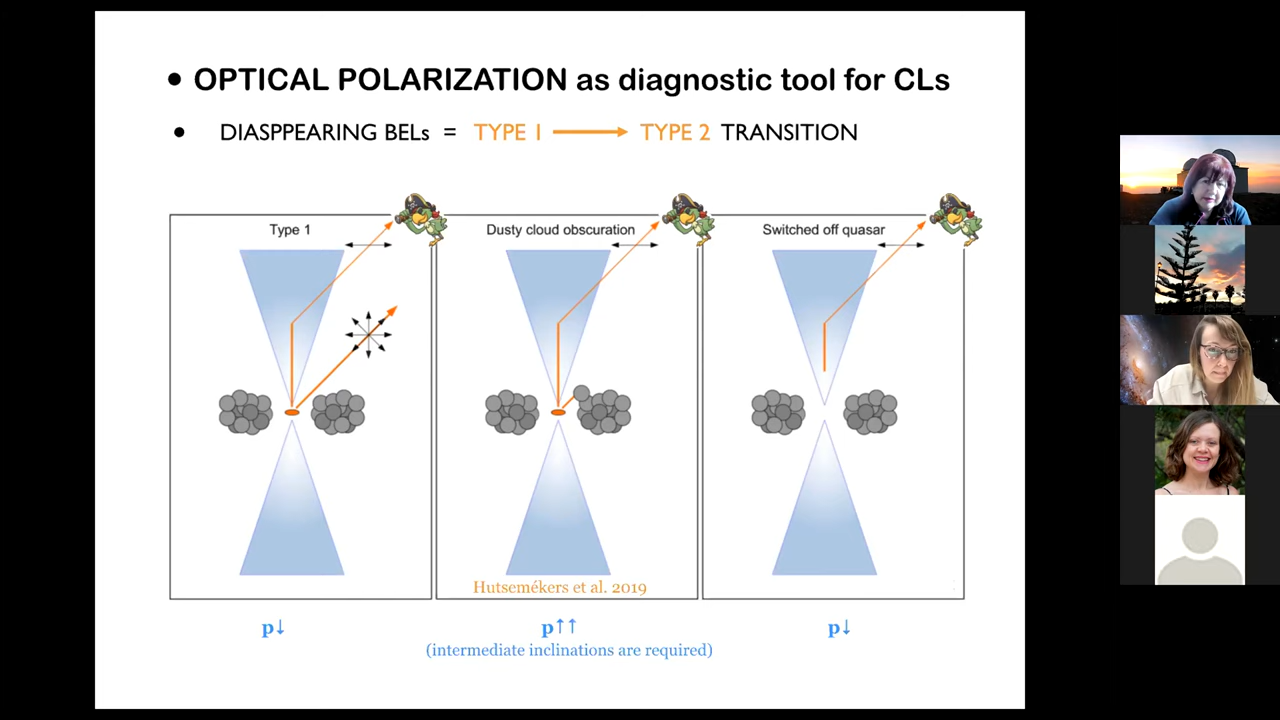 • OPTICAL POLARIZATION as diagnostic tool for CLs
• DIASPPEARING BELs = TYPE 1 → TYPE 2 TRANSITION
Type 1
Dusty cloud obscuration
Switched off quasar
Hutsemékers et al. 2019
p↓
p↑↑
p↓
(intermediate inclinations are required)